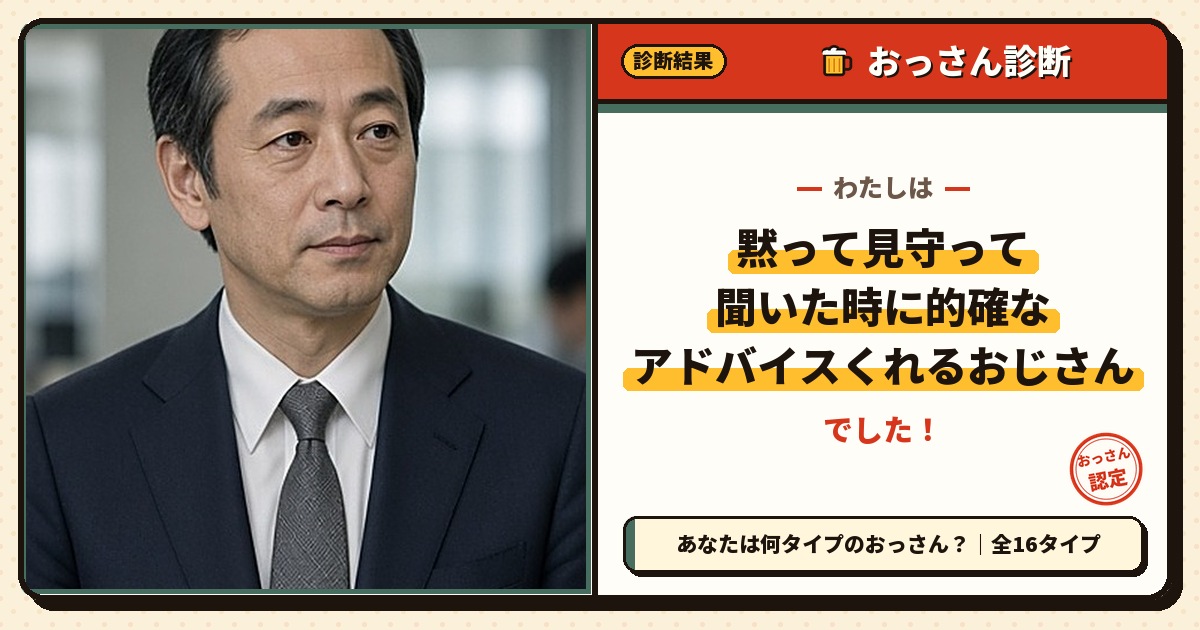 診断結果
おっさん診断
わたしは
黙って見守って
聞いた時に的確な
アドバイスくれるおじさん
でした！
おっさん
認定
あなたは何タイプのおっさん？｜全16タイプ